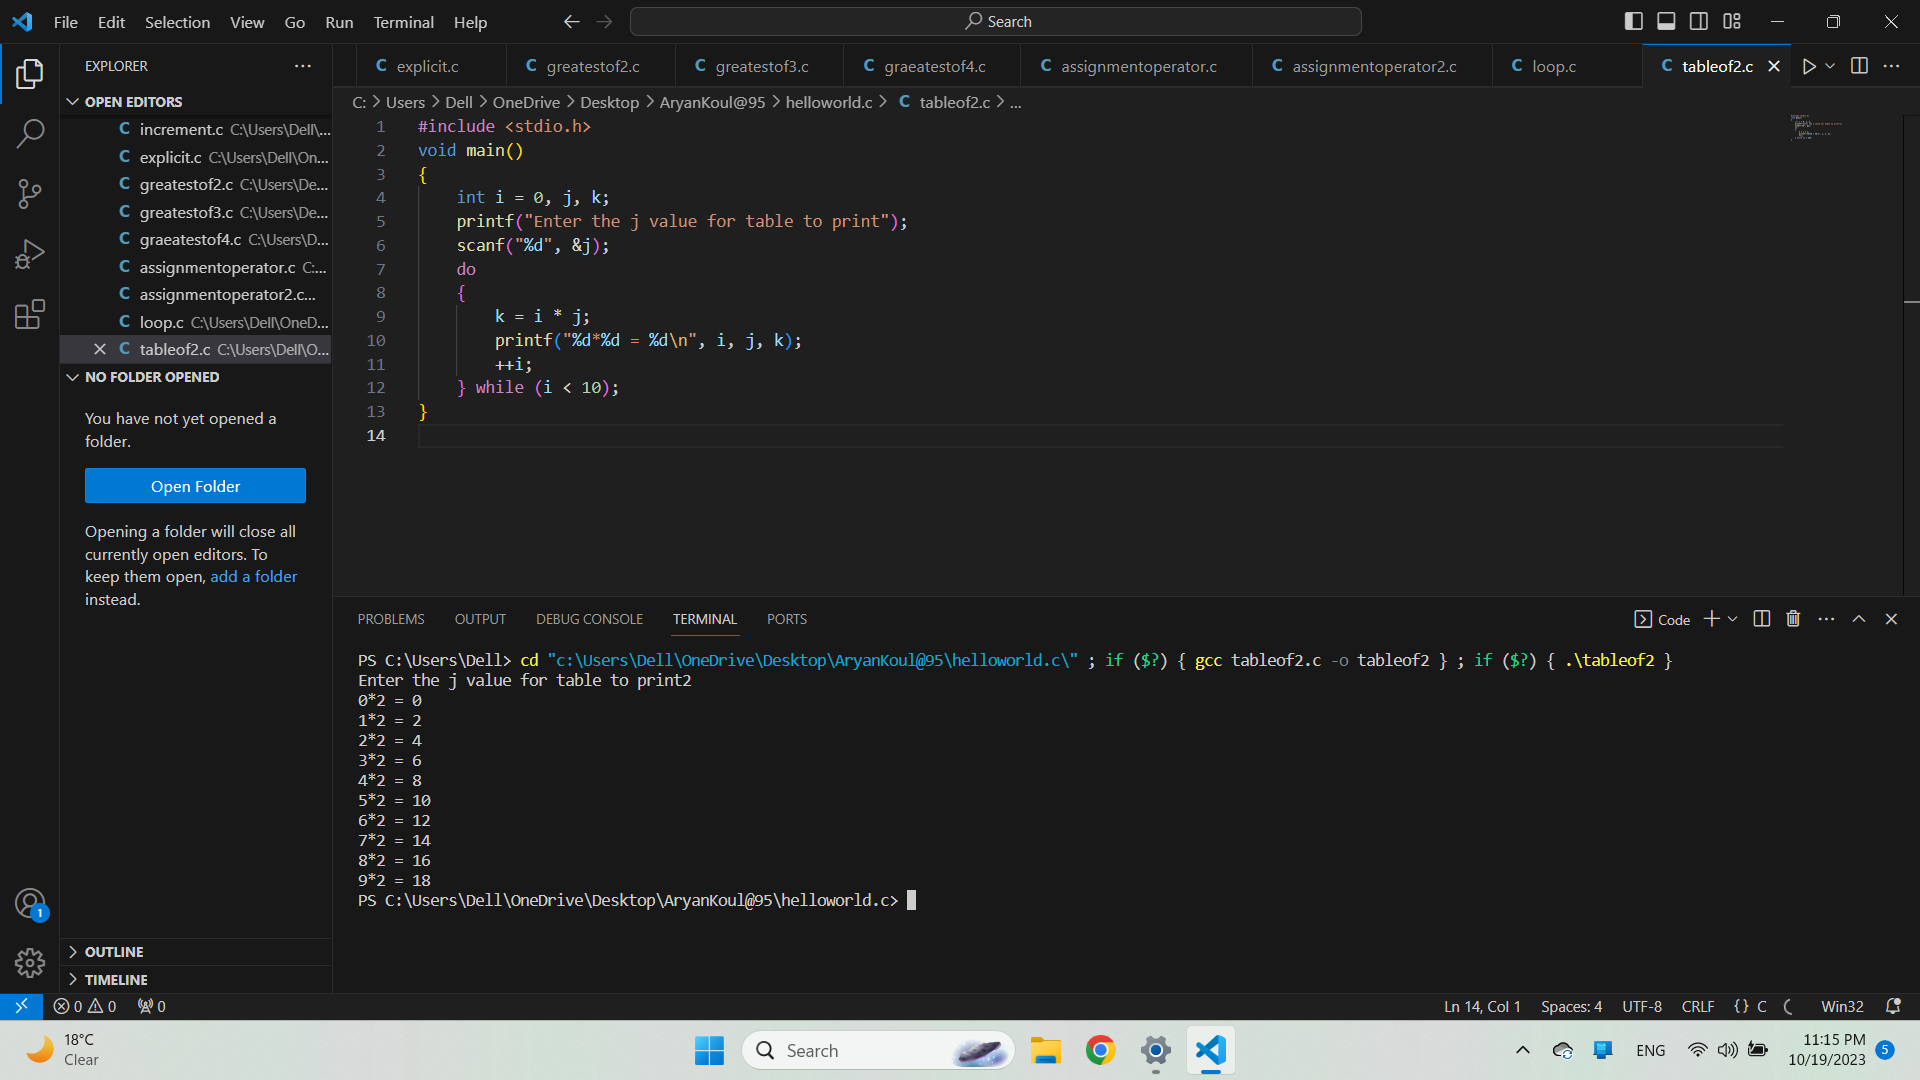 File Edit Selection View Go Run Terminal Help
Search
EXPLORER
OPEN EDITORS
increment.c C:\Users\Dell\...
explicit.c C:\Users\Dell\On...
greatestof2.c C:\Users\De...
greatestof3.c C:\Users\De...
graeatestof4.c C:\Users\D...
assignmentoperator.c C:...
assignmentoperator2.c...
loop.c C:\Users\Dell\OneD...
tableof2.c C:\Users\Dell\O...
NO FOLDER OPENED
You have not yet opened a
folder.
Open Folder
Opening a folder will close all
currently open editors. To
keep them open, add a folder
instead.
OUTLINE
TIMELINE
C explicit.c C greatestof2.c C greatestof3.c C graeatestof4.c C assignmentoperator.c C assignmentoperator2.c C loop.c C tableof2.c
C: > Users > Dell > OneDrive > Desktop > AryanKoul@95 > helloworld.c > C tableof2.c > ...
1 #include <stdio.h>
2 void main()
3 {
4 int i = 0, j, k;
5 printf("Enter the j value for table to print");
6 scanf("%d", &j);
7 do
8 {
9 k = i * j;
10 printf("%d*%d = %d\n", i, j, k);
11 ++i;
12 } while (i < 10);
13 }
14
PROBLEMS OUTPUT DEBUG CONSOLE TERMINAL PORTS
Code
PS C:\Users\Dell> cd "c:\Users\Dell\OneDrive\Desktop\AryanKoul@95\helloworld.c\" ; if ($?) { gcc tableof2.c -o tableof2 } ; if ($?) { .\tableof2 }
Enter the j value for table to print2
0*2 = 0
1*2 = 2
2*2 = 4
3*2 = 6
4*2 = 8
5*2 = 10
6*2 = 12
7*2 = 14
8*2 = 16
9*2 = 18
PS C:\Users\Dell\OneDrive\Desktop\AryanKoul@95\helloworld.c>
1
0 0 0
Ln 14, Col 1 Spaces: 4 UTF-8 CRLF {} C Win32
18°C
Clear
Search
ENG
11:15 PM
10/19/2023
5